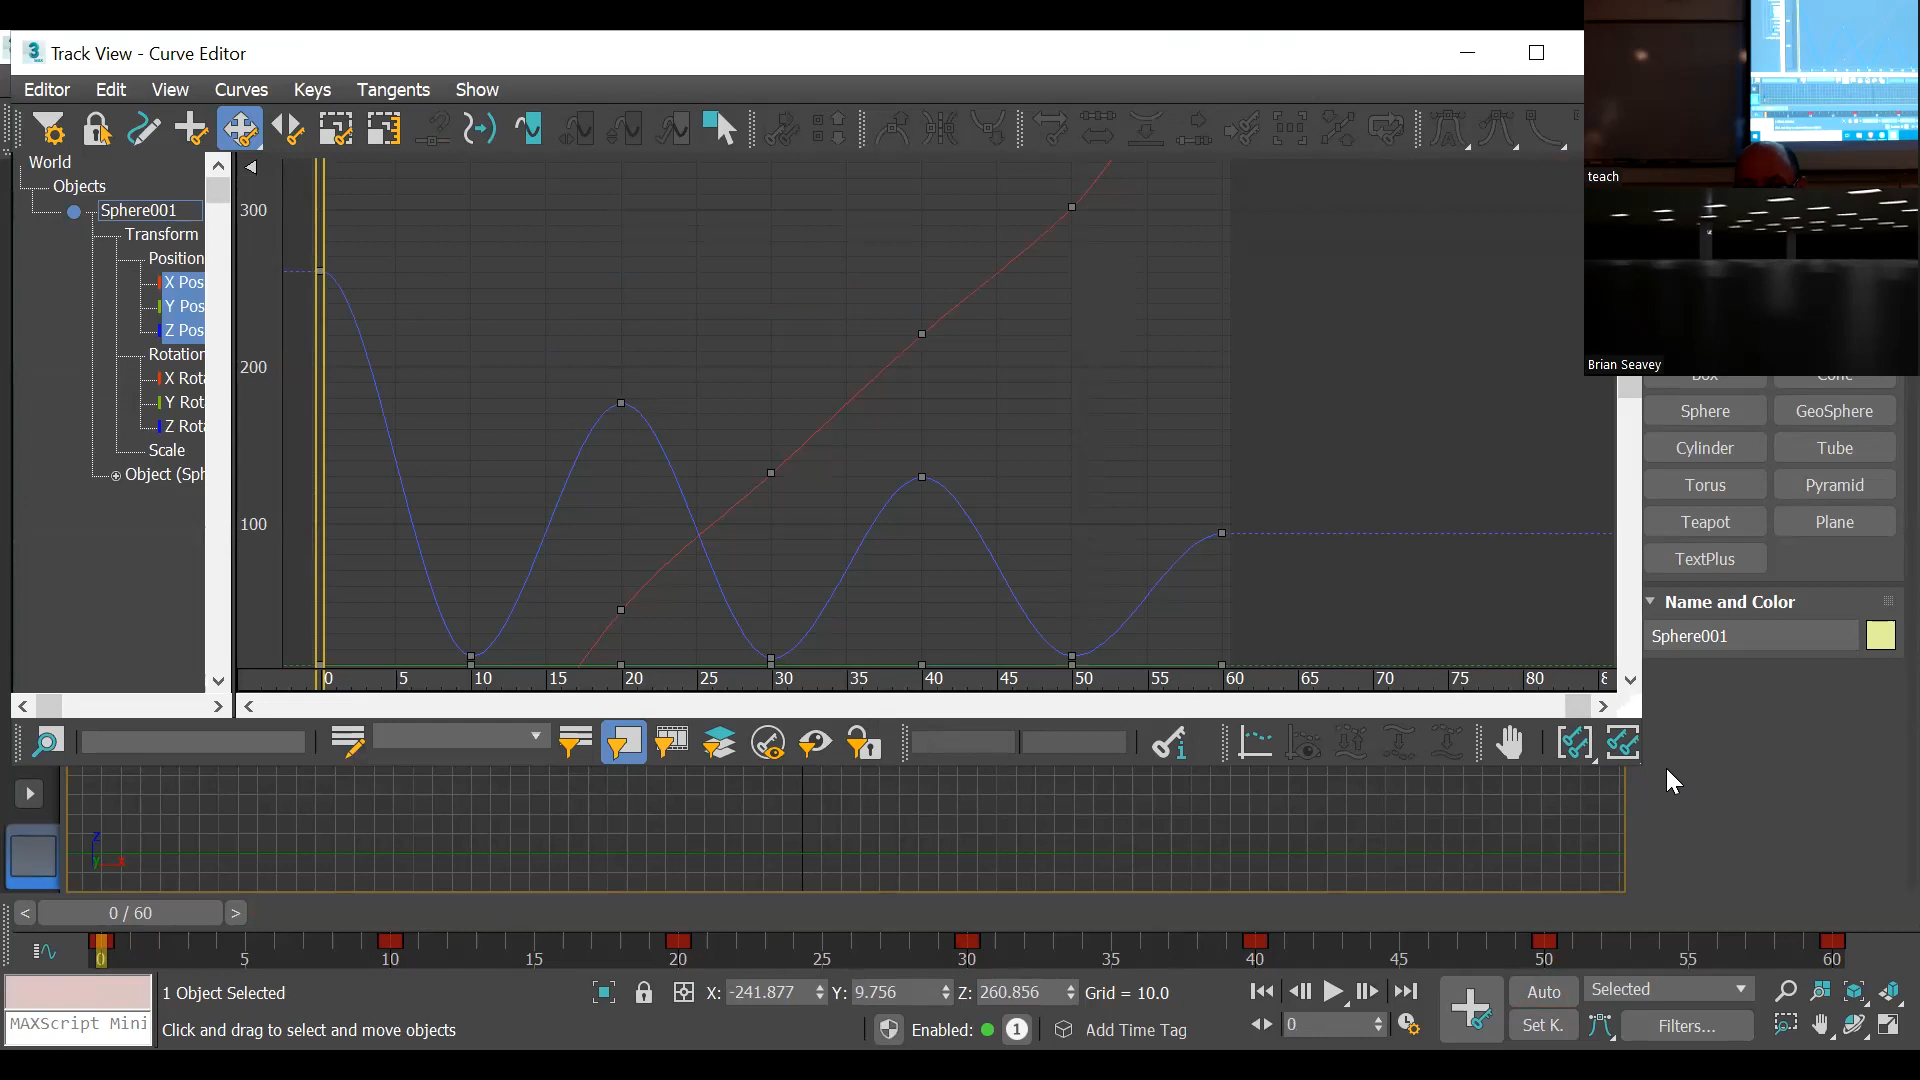 Track View - Curve Editor
Editor Edit View Curves Keys Tangents Show
World
Objects
Sphere001
Transform
Position
X Pos
Y Pos
Z Pos
Rotation
X Rota
Y Rot
Z Rota
Scale
Object (Sph
300
200
100
0 5 10 15 20 25 30 35 40 45 50 55 60 65 70 75 80 8
teach
Brian Seavey
Box Cone
Sphere GeoSphere
Cylinder Tube
Torus Pyramid
Teapot Plane
TextPlus
Name and Color
Sphere001
z
y x
< 0 / 60 >
0 5 10 15 20 25 30 35 40 45 50 55 60
1 Object Selected X: -241.877 Y: 9.756 Z: 260.856 Grid = 10.0
Auto Selected
MAXScript Mini Click and drag to select and move objects Enabled: 1 Add Time Tag 0
Set K. Filters...